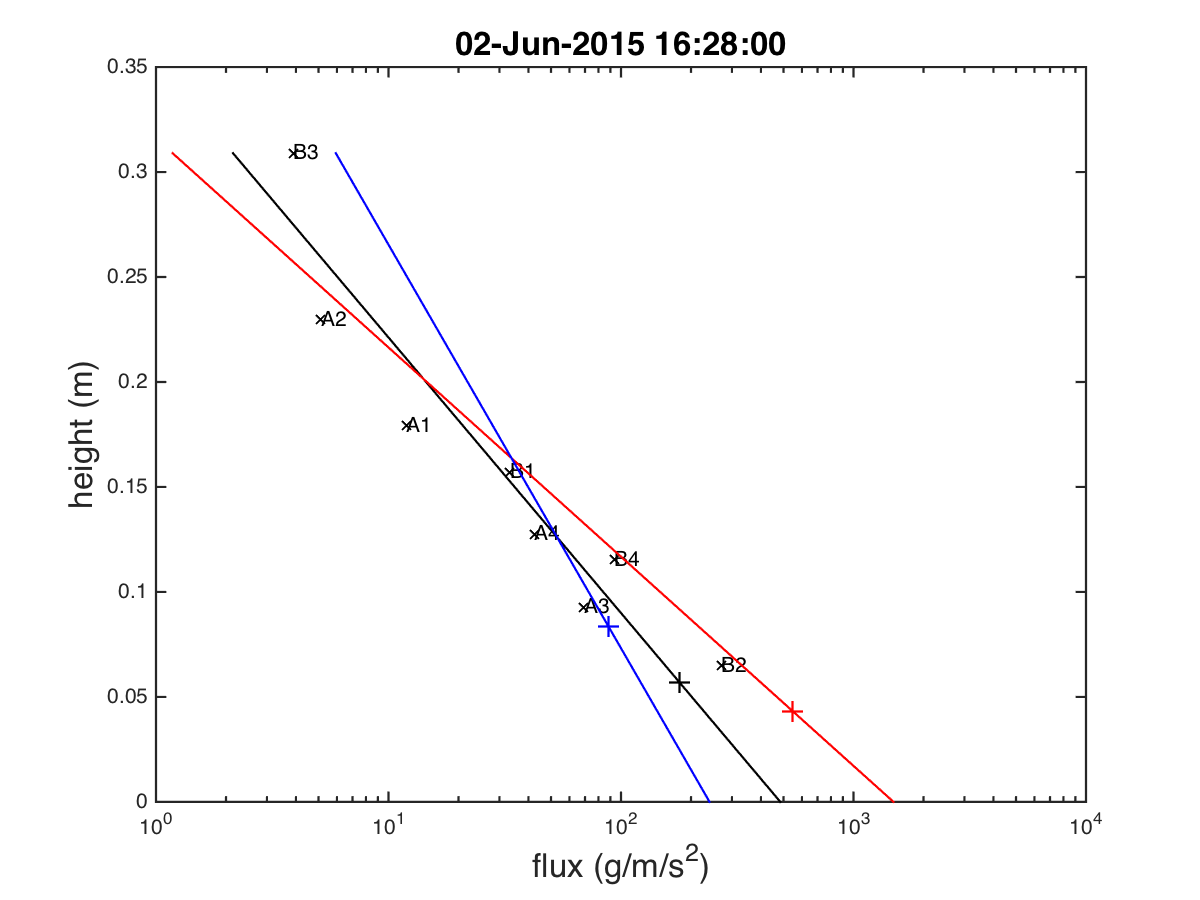 02-Jun-2015 16:28:00
0.35
0.3
0.25
0.2
0.15
0.1
0.05
0
height (m)
B3
A2
A1
B1
A4
B4
A3
B2
10⁰
10¹
10²
10³
10⁴
flux (g/m/s²)